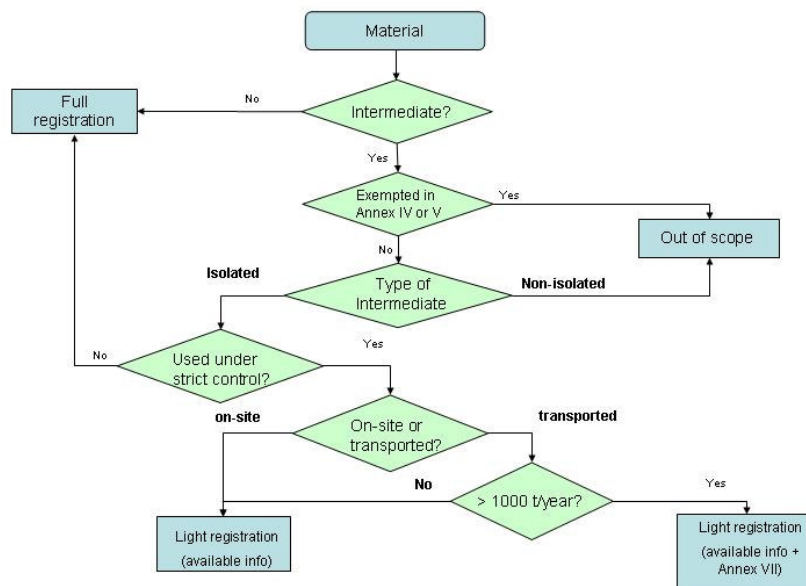 Material
Full
registration
No
Intermediate?
Yes
Exempted in
Annex IV or V
Yes
Out of scope
No
Isolated
Type of
Intermediate
Non-isolated
No
Used under
strict control?
Yes
on-site
On-site or
transported?
transported
No
> 1000 t/year?
Yes
Light registration
(available info)
Light registration
(available info +
Annex VII)